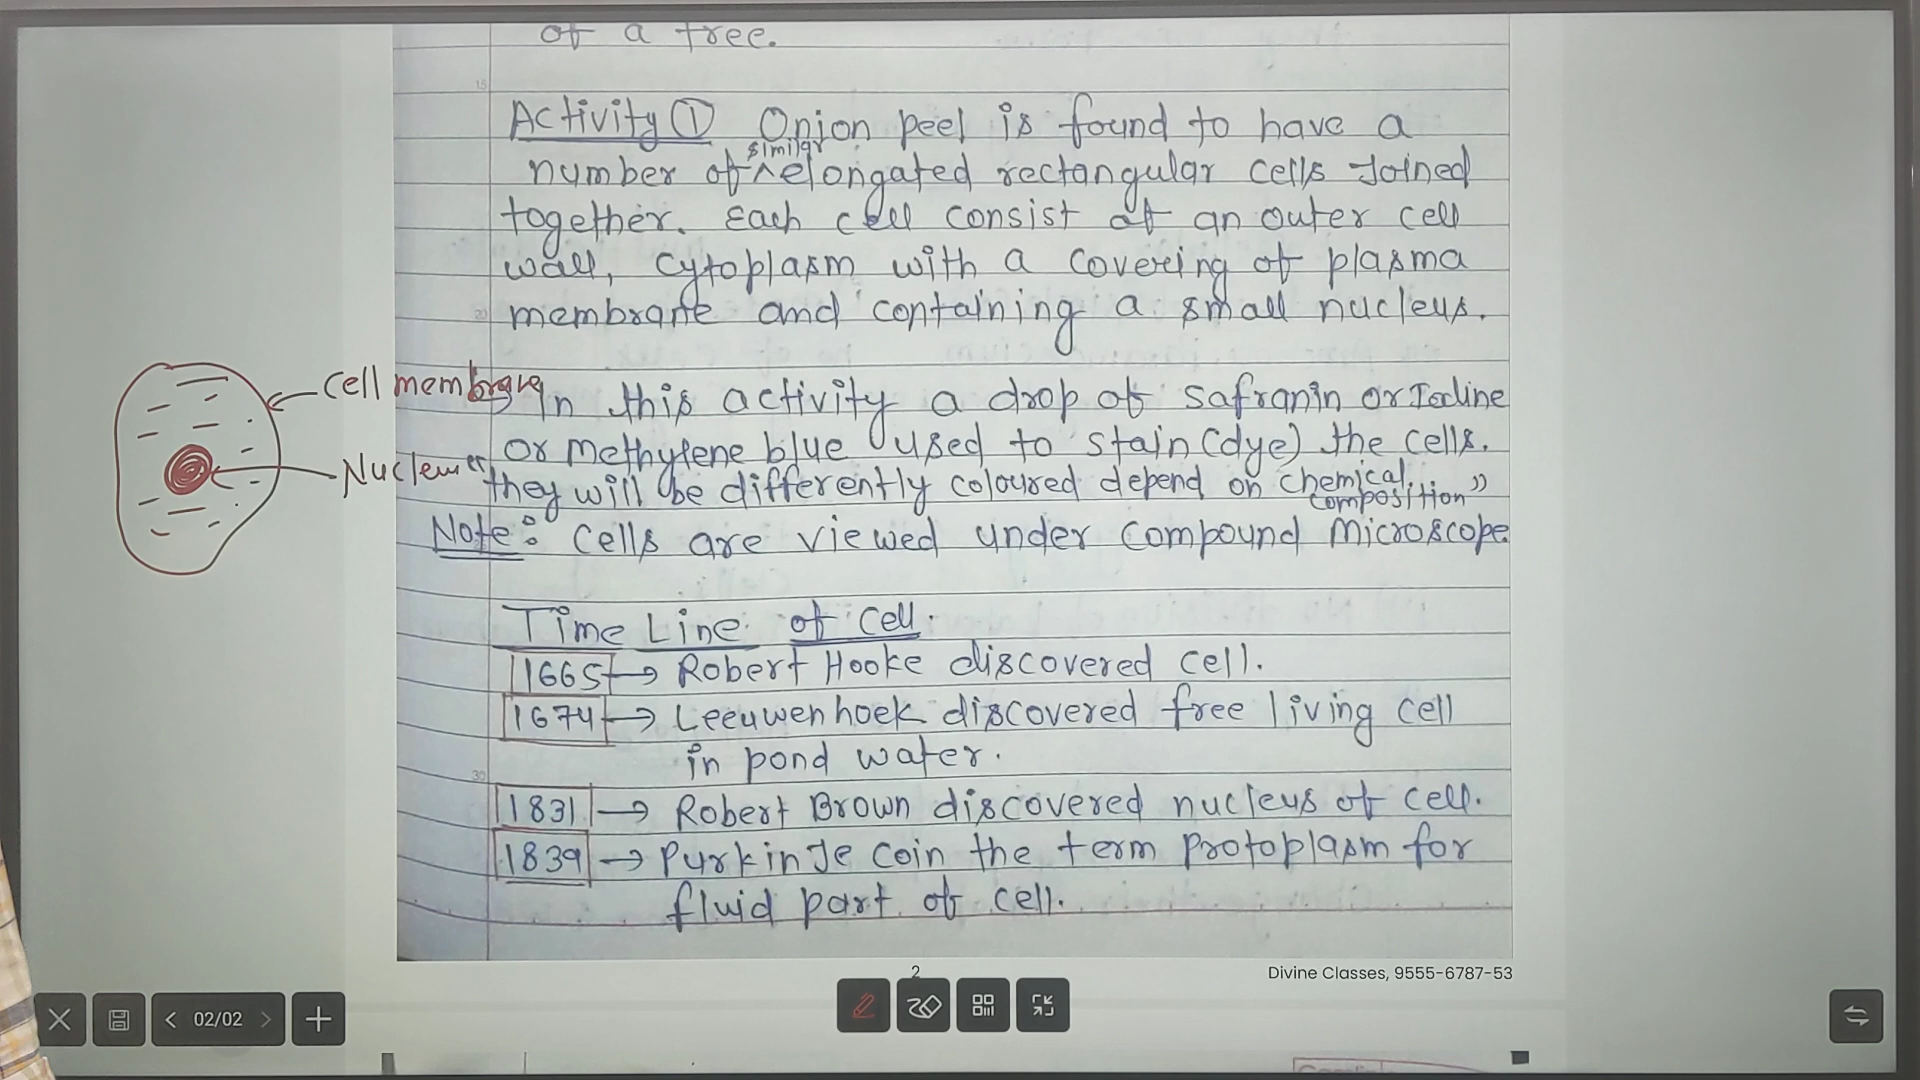 of a tree.
15
Activity ① Onion peel is found to have a
number of ^ similar elongated rectangular cells Joined
together. Each cell consist of an outer cell
wall, cytoplasm with a covering of plasma
20
membrane and containing a small nucleus.
Cell membrane
In this activity a drop of safranin or Iodine
or methylene blue used to stain (dye) the cells.
Nucleus
"they will be differently coloured depend on chemical composition"
Note: Cells are viewed under compound Microscope
Time Line of cell.
1665 → Robert Hooke discovered cell.
1674 → Leeuwenhoek discovered free living cell
in pond water.
30
1831 → Robert Brown discovered nucleus of cell.
1839 → PurkinJe coin the term Protoplasm for
fluid part of cell.
2
Divine Classes, 9555-6787-53
< 02/02 >